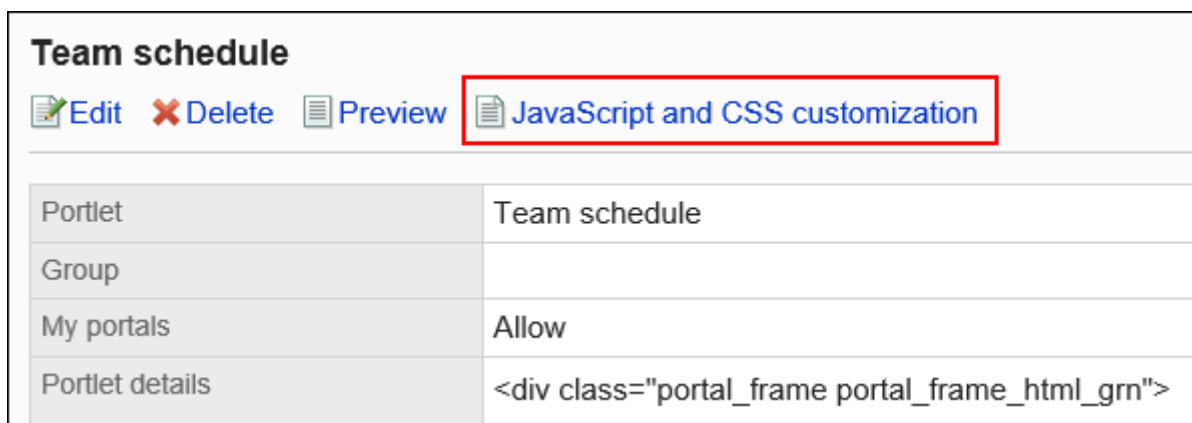 Team schedule
Edit Delete Preview JavaScript and CSS customization
Portlet Team schedule
Group
My portals Allow
Portlet details <div class="portal_frame portal_frame_html_grn">